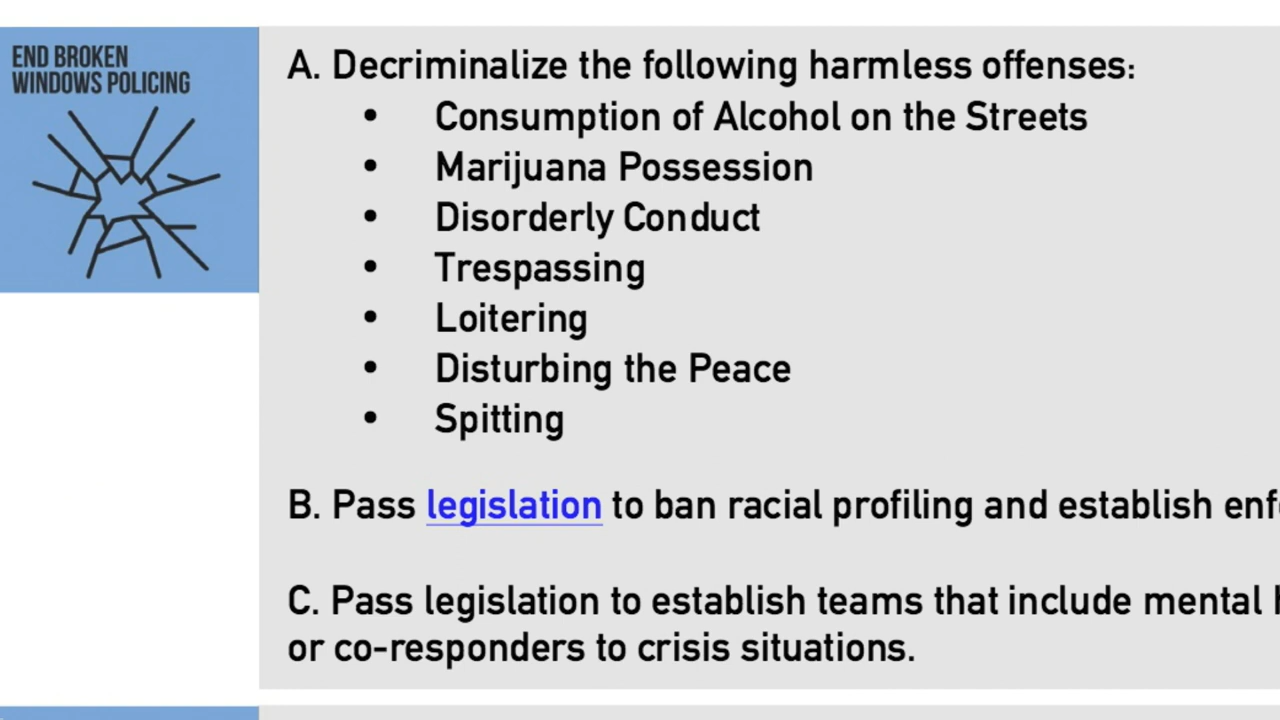 END BROKEN
WINDOWS POLICING
A. Decriminalize the following harmless offenses:
• Consumption of Alcohol on the Streets
• Marijuana Possession
• Disorderly Conduct
• Trespassing
• Loitering
• Disturbing the Peace
• Spitting
B. Pass legislation to ban racial profiling and establish
C. Pass legislation to establish teams that include mental
or co-responders to crisis situations.